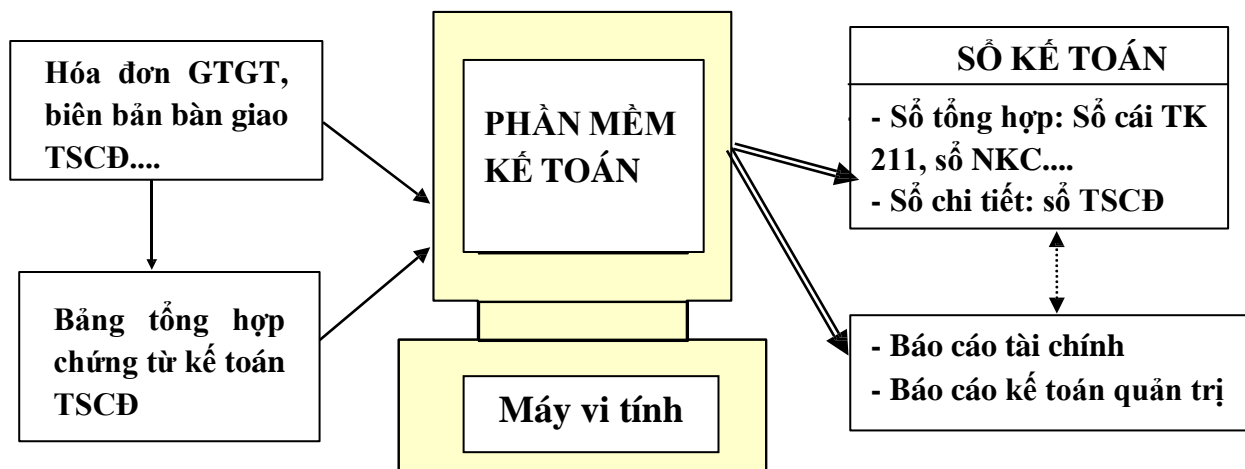 Hóa đơn GTGT,
biên bản bàn giao
TSCĐ....
Bảng tổng hợp
chứng từ kế toán
TSCĐ
PHẦN MỀM
KẾ TOÁN
Máy vi tính
SỔ KẾ TOÁN
- Sổ tổng hợp: Sổ cái TK
211, sổ NKC....
- Sổ chi tiết: sổ TSCĐ
- Báo cáo tài chính
- Báo cáo kế toán quản trị